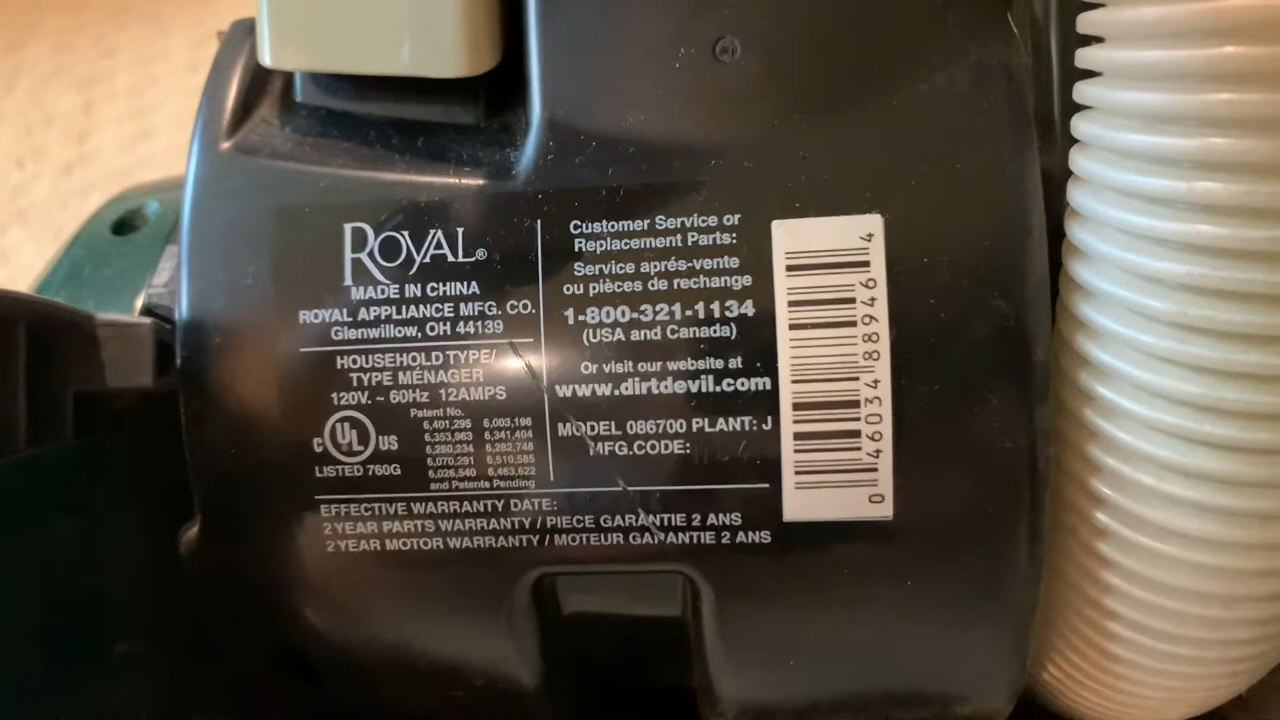 ROYAL®
MADE IN CHINA
ROYAL APPLIANCE MFG. CO.
Glenwillow, OH 44139
HOUSEHOLD TYPE/
TYPE MÉNAGER
120V. ~ 60Hz 12AMPS
Patent No.
6,401,295 6,003,196
6,353,963 6,341,404
6,260,234 6,282,748
6,070,291 6,510,585
6,026,540 6,463,622
and Patents Pending
C UL US
LISTED 760G
Customer Service or
Replacement Parts:
Service aprés-vente
ou pièces de rechange
1-800-321-1134
(USA and Canada)
Or visit our website at
www.dirtdevil.com
MODEL 086700 PLANT: J
MFG.CODE:
EFFECTIVE WARRANTY DATE:
2 YEAR PARTS WARRANTY / PIECE GARANTIE 2 ANS
2 YEAR MOTOR WARRANTY / MOTEUR GARANTIE 2 ANS
0 46034 88946 4